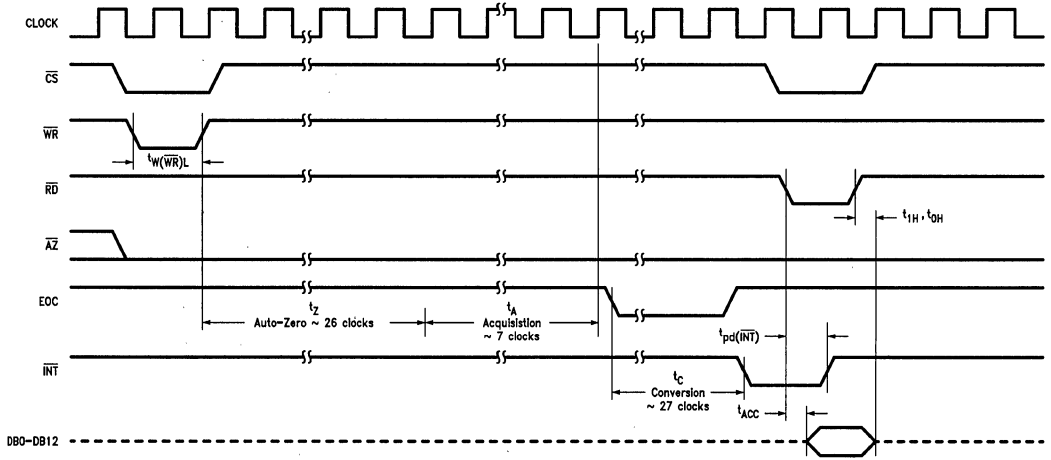 CLOCK
CS
WR
tW(WR)L
RD
t1H, t0H
AZ
EOC
tZ
Auto-Zero ~ 26 clocks
tA
Acquisistion
~ 7 clocks
tpd(INT)
INT
tC
Conversion
~ 27 clocks
tACC
DB0-DB12